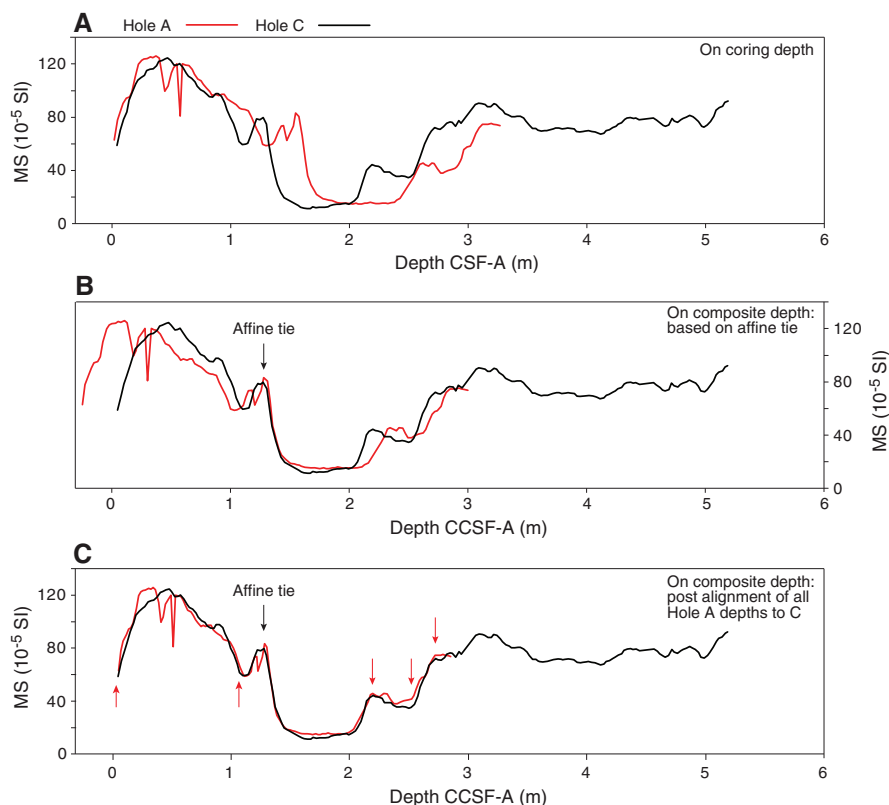 A
Hole A
Hole C
On coring depth
MS (10-5 SI)
120
80
40
0
0 1 2 3 4 5 6
Depth CSF-A (m)
B
Affine tie
On composite depth:
based on affine tie
120
80
40
0
MS (10-5 SI)
0 1 2 3 4 5 6
Depth CCSF-A (m)
C
Affine tie
On composite depth:
post alignment of all
Hole A depths to C
MS (10-5 SI)
120
80
40
0
0 1 2 3 4 5 6
Depth CCSF-A (m)